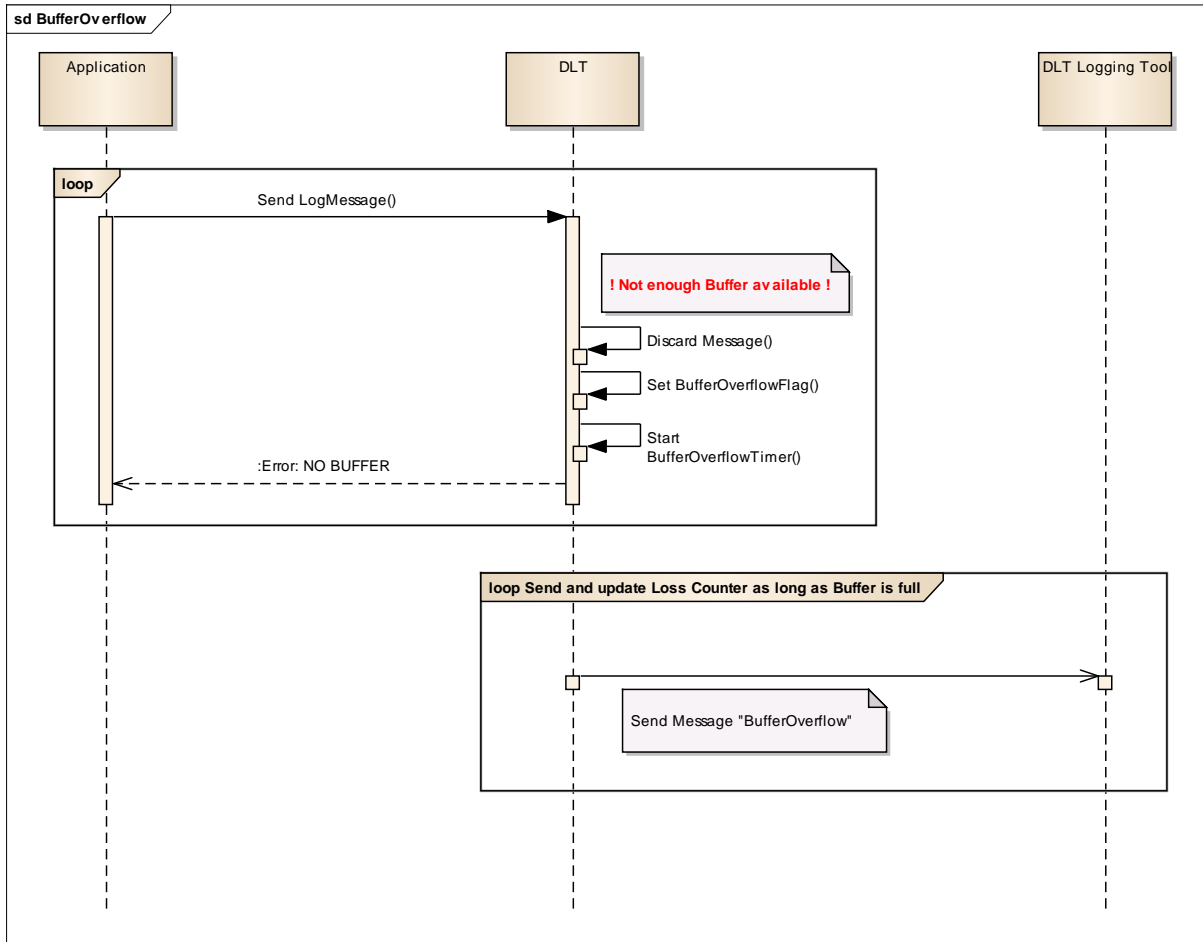 sd BufferOverflow
Application
DLT
DLT Logging Tool
loop
Send LogMessage()
! Not enough Buffer available !
Discard Message()
Set BufferOverflowFlag()
Start
BufferOverflowTimer()
:Error: NO BUFFER
loop Send and update Loss Counter as long as Buffer is full
Send Message "BufferOverflow"